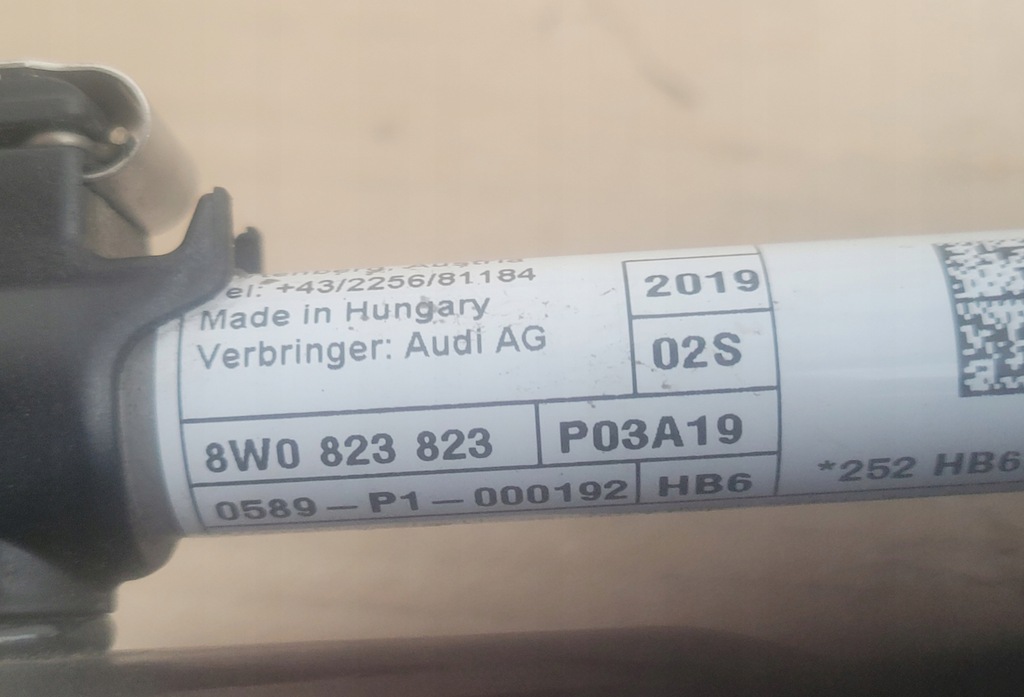 el: +43/2256/81184
Made in Hungary
Verbringer: Audi AG
2019
02S
8W0 823 823
P03A19
0589-P1-000192
HB6
*252 HB6